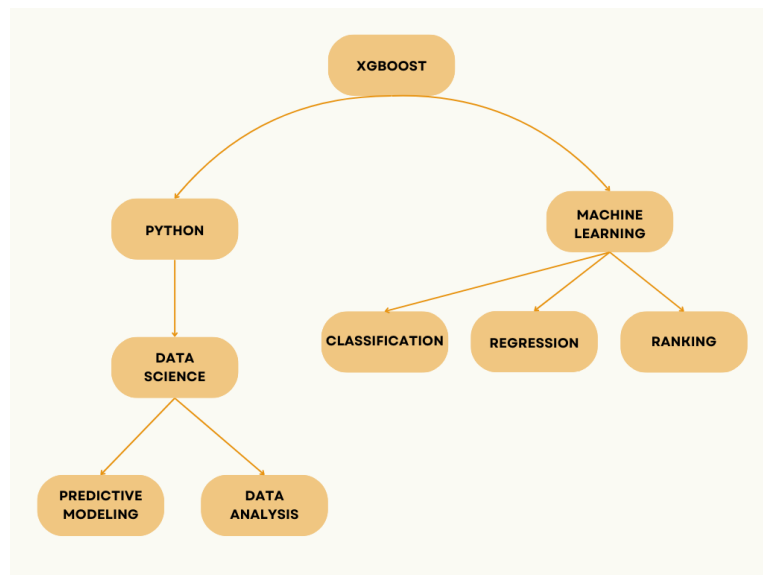 XGBOOST
PYTHON
MACHINE
LEARNING
CLASSIFICATION
REGRESSION
RANKING
DATA
SCIENCE
PREDICTIVE
MODELING
DATA
ANALYSIS